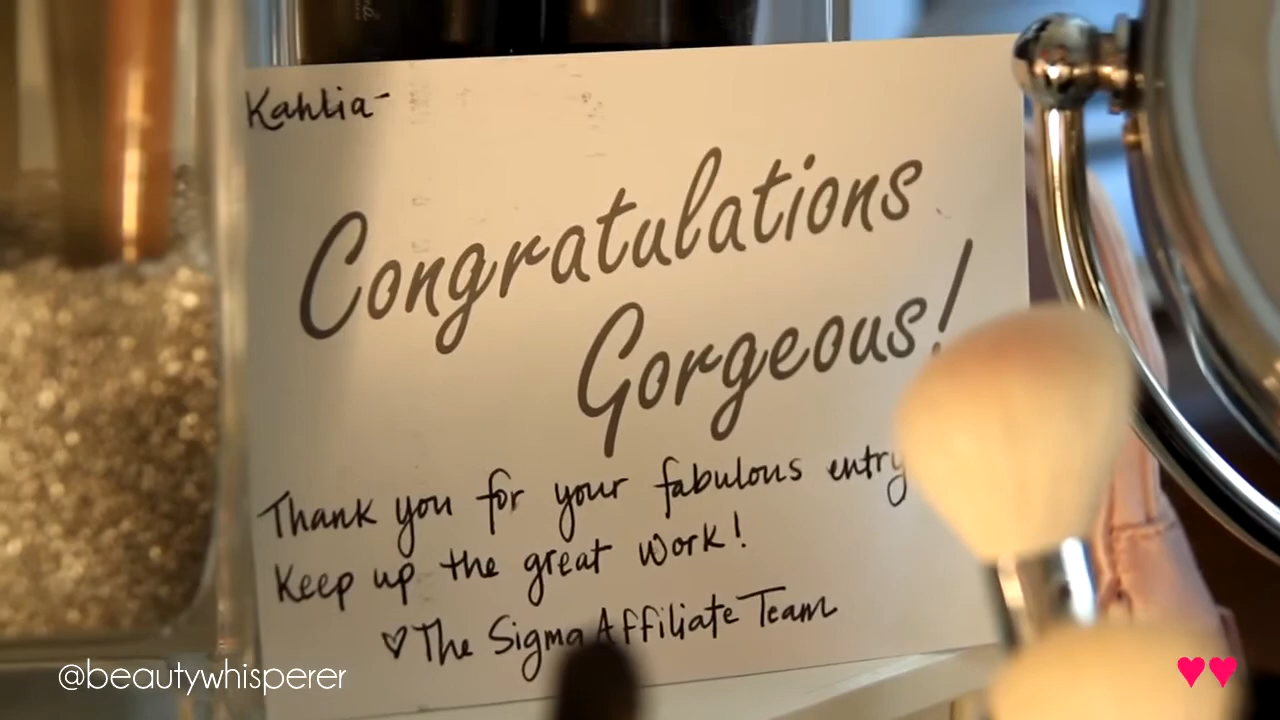 Kahlia-
Congratulations
Gorgeous!
Thank you for your fabulous entry
Keep up the great work!
♡ The Sigma Affiliate Team
@beautywhisperer